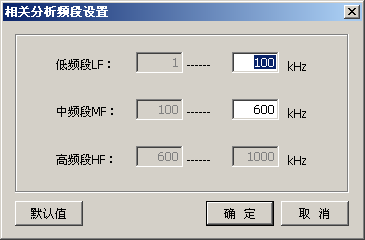 相关分析频段设置
低频段LF： 1 ------ 100 kHz
中频段MF： 100 ------ 600 kHz
高频段HF： 600 ------ 1000 kHz
默认值 确 定 取 消